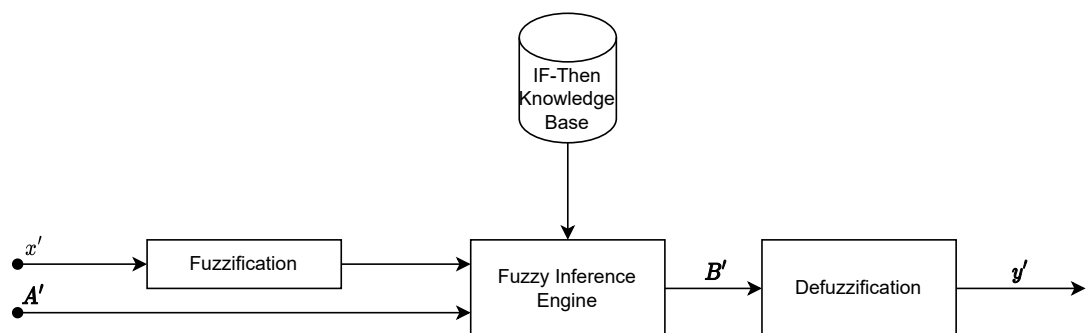 IF-Then
Knowledge
Base
x′
Fuzzification
A′
Fuzzy Inference
Engine
B′
Defuzzification
y′